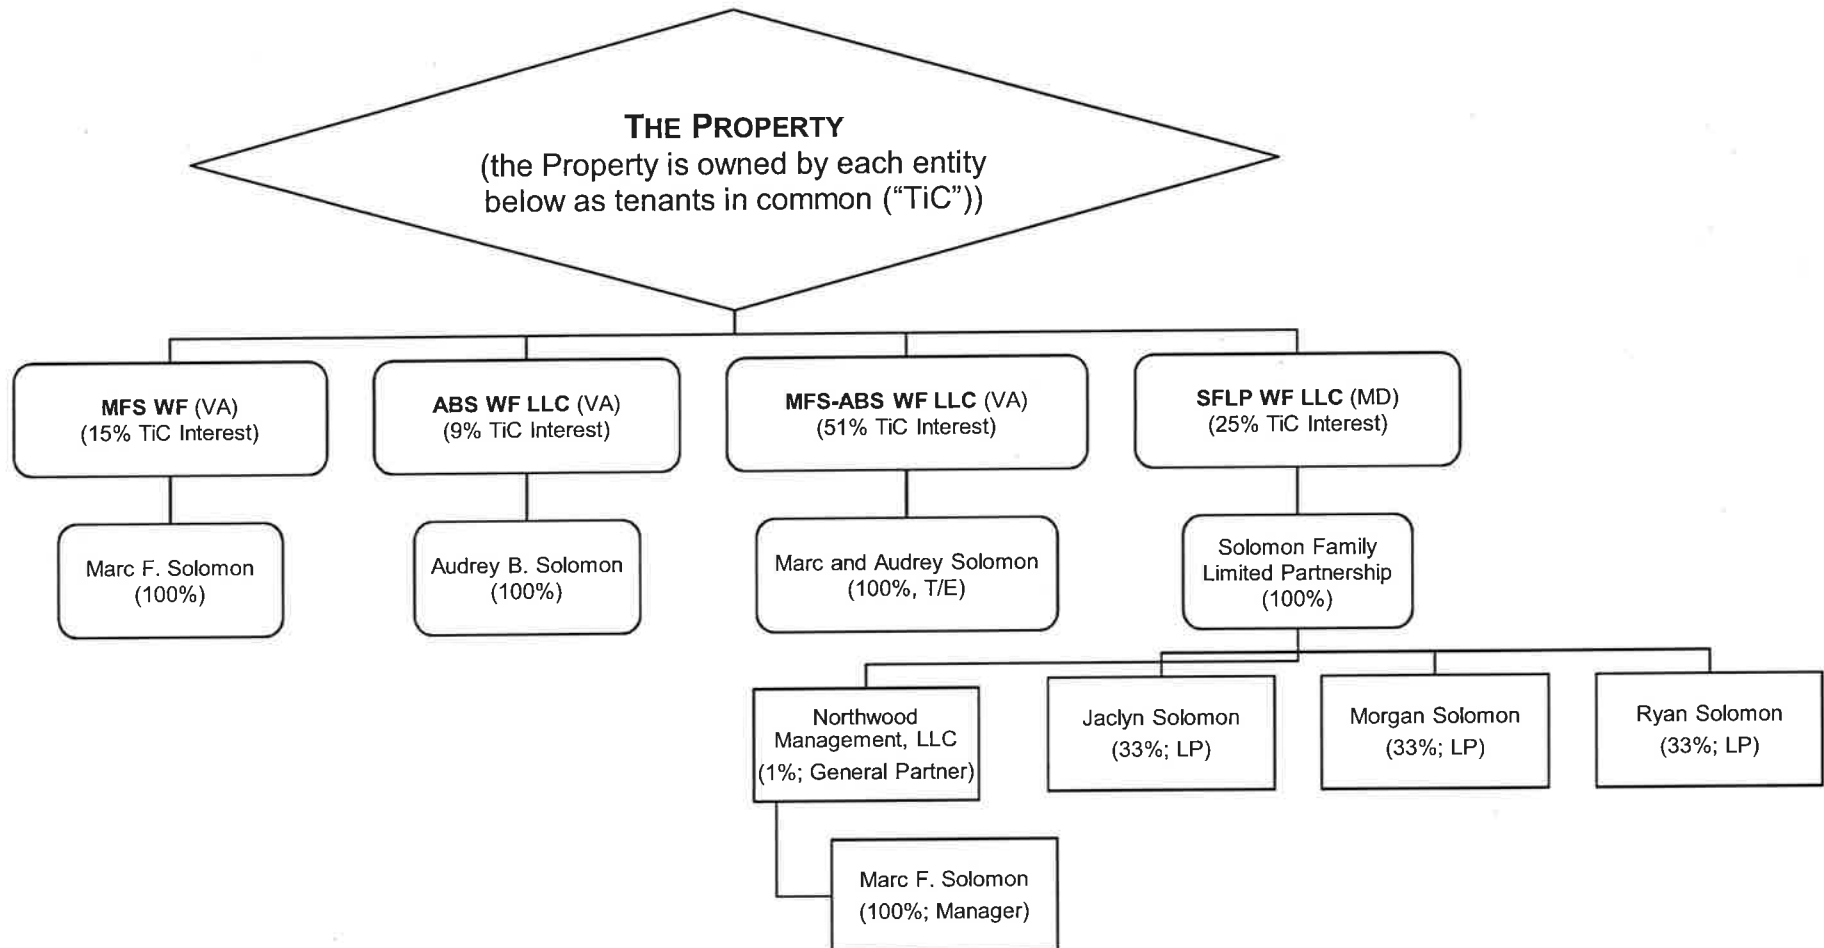 THE PROPERTY
(the Property is owned by each entity
below as tenants in common (“TiC”))
MFS WF (VA)
(15% TiC Interest)
ABS WF LLC (VA)
(9% TiC Interest)
MFS-ABS WF LLC (VA)
(51% TiC Interest)
SFLP WF LLC (MD)
(25% TiC Interest)
Marc F. Solomon
(100%)
Audrey B. Solomon
(100%)
Marc and Audrey Solomon
(100%, T/E)
Solomon Family
Limited Partnership
(100%)
Northwood
Management, LLC
(1%; General Partner)
Jaclyn Solomon
(33%; LP)
Morgan Solomon
(33%; LP)
Ryan Solomon
(33%; LP)
Marc F. Solomon
(100%; Manager)